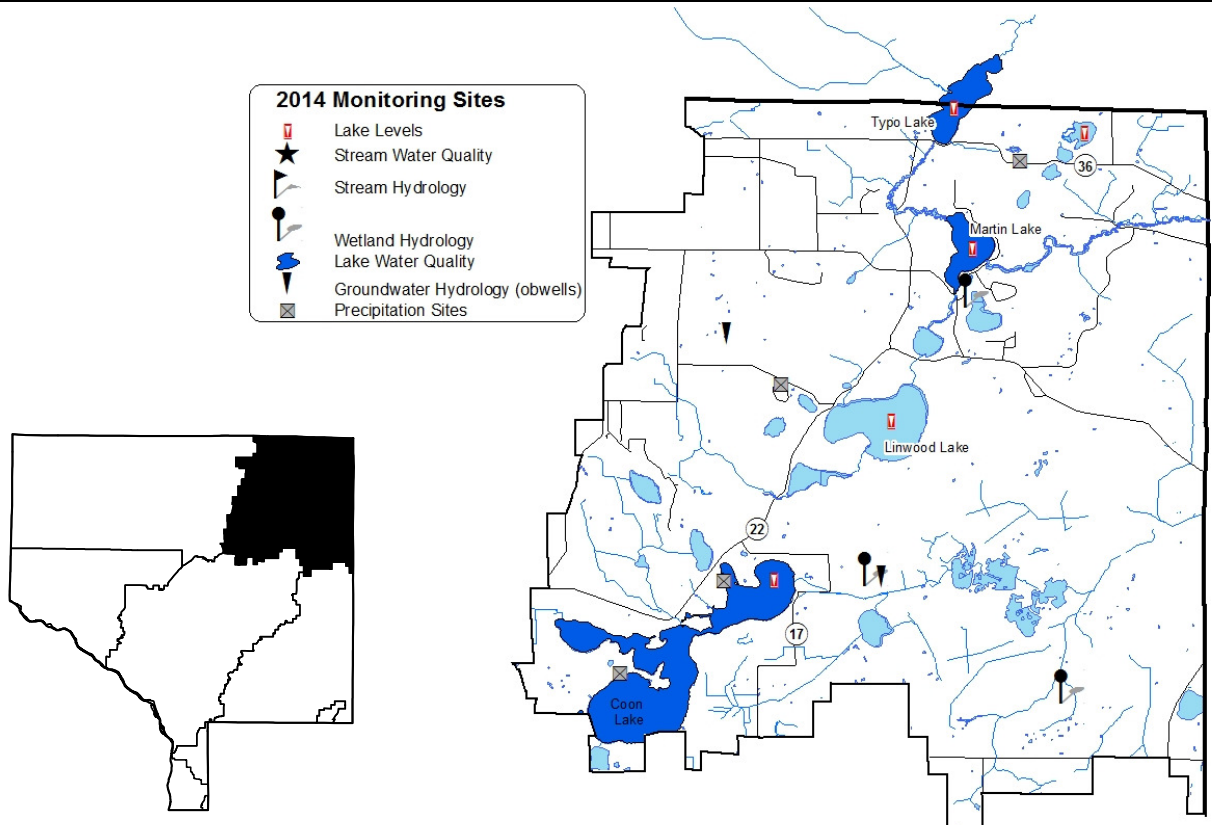 2014 Monitoring Sites
Lake Levels
Stream Water Quality
Stream Hydrology
Wetland Hydrology
Lake Water Quality
Groundwater Hydrology (obwells)
Precipitation Sites
Typo Lake
36
Martin Lake
Linwood Lake
22
17
Coon
Lake